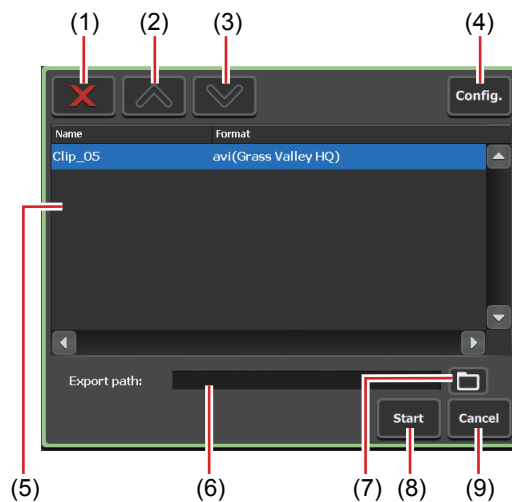 (1) (2) (3) (4)
Config.
Name Format
Clip_05 avi(Grass Valley HQ)
Export path:
Start Cancel
(5) (6) (7) (8) (9)